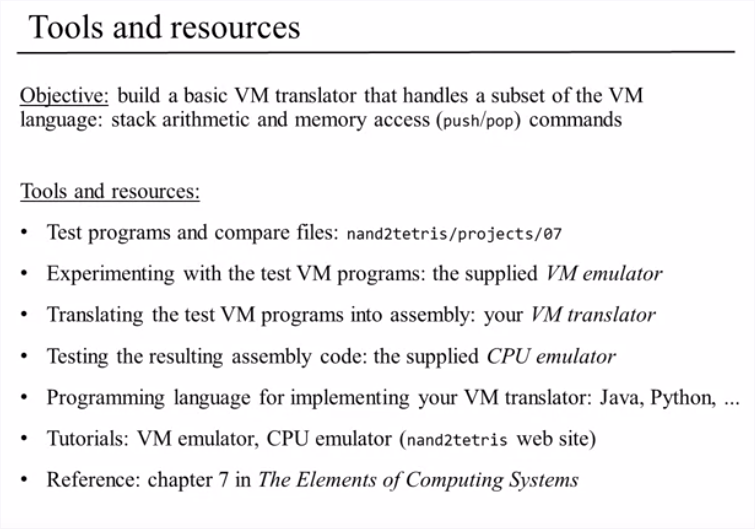 Tools and resources
Objective: build a basic VM translator that handles a subset of the VM
language: stack arithmetic and memory access (push/pop) commands
Tools and resources:
• Test programs and compare files: nand2tetris/projects/07
• Experimenting with the test VM programs: the supplied VM emulator
• Translating the test VM programs into assembly: your VM translator
• Testing the resulting assembly code: the supplied CPU emulator
• Programming language for implementing your VM translator: Java, Python, ...
• Tutorials: VM emulator, CPU emulator (nand2tetris web site)
• Reference: chapter 7 in The Elements of Computing Systems